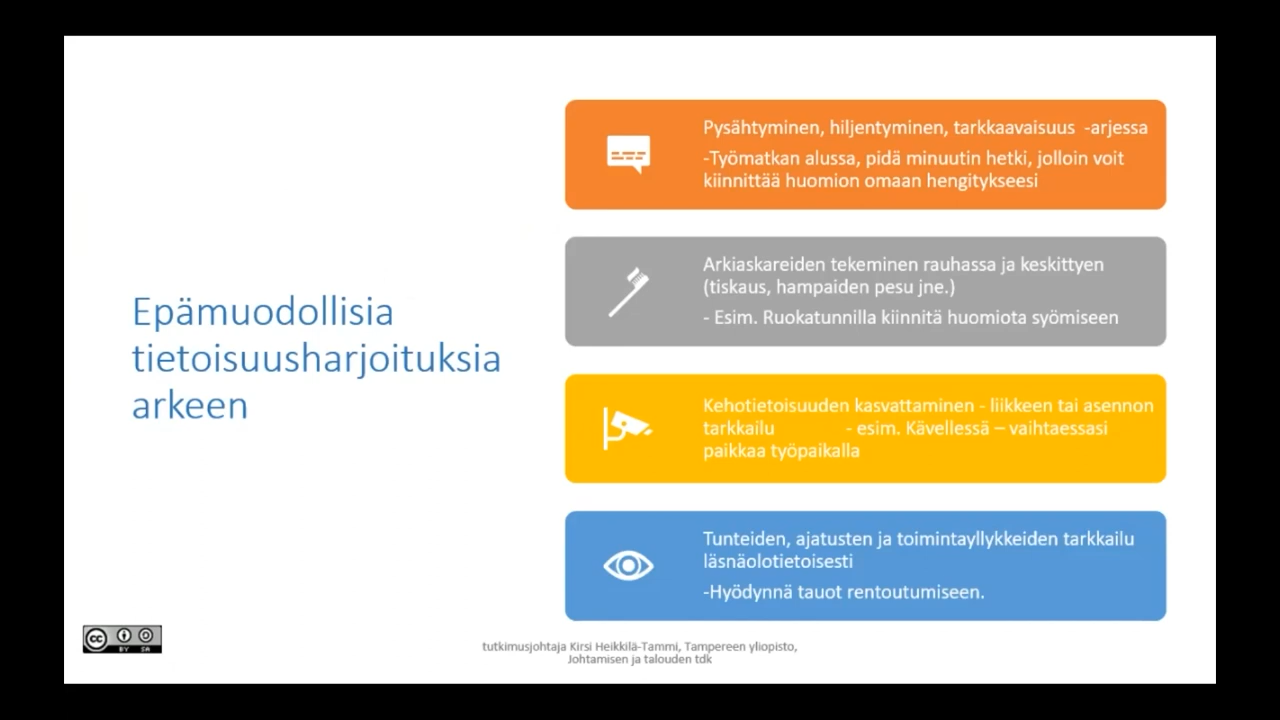 Epämuodollisia
tietoisuusharjoituksia
arkeen
Pysähtyminen, hiljentyminen, tarkkaavaisuus -arjessa
-Työmatkan alussa, pidä minuutin hetki, jolloin voit
kiinnittää huomion omaan hengitykseesi
Arkiaskareiden tekeminen rauhassa ja keskittyen
(tiskaus, hampaiden pesu jne.)
- Esim. Ruokatunnilla kiinnitä huomiota syömiseen
Kehotietoisuuden kasvattaminen - liikkeen tai asennon
tarkkailu - esim. Kävellessä – vaihtaessasi
paikkaa työpaikalla
Tunteiden, ajatusten ja toimintayllykkeiden tarkkailu
läsnäolotietoisesti
-Hyödynnä tauot rentoutumiseen.
cc BY SA
tutkimusjohtaja Kirsi Heikkilä-Tammi, Tampereen yliopisto,
Johtamisen ja talouden tdk